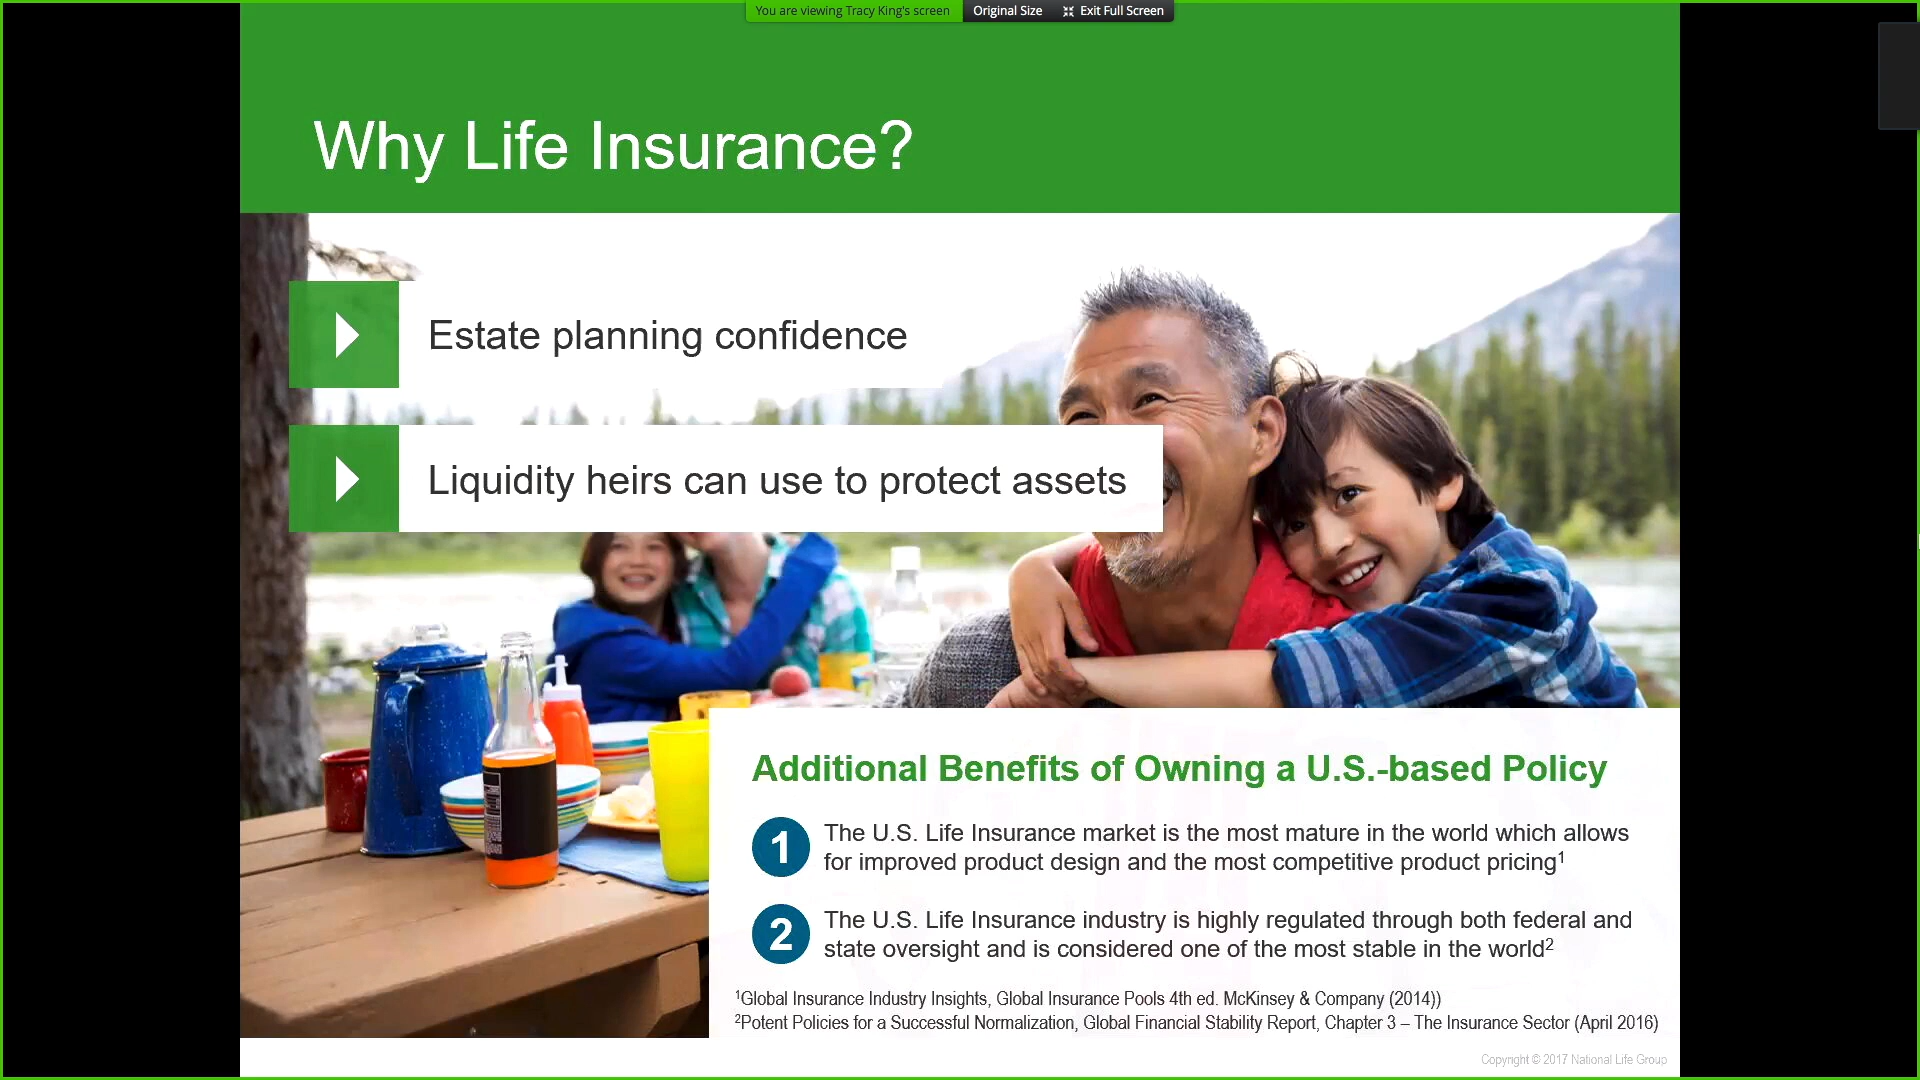 You are viewing Tracy King's screen Original Size Exit Full Screen
Why Life Insurance?
Estate planning confidence
Liquidity heirs can use to protect assets
Additional Benefits of Owning a U.S.-based Policy
1 The U.S. Life Insurance market is the most mature in the world which allows
for improved product design and the most competitive product pricing¹
2 The U.S. Life Insurance industry is highly regulated through both federal and
state oversight and is considered one of the most stable in the world²
¹Global Insurance Industry Insights, Global Insurance Pools 4th ed. McKinsey & Company (2014))
²Potent Policies for a Successful Normalization, Global Financial Stability Report, Chapter 3 – The Insurance Sector (April 2016)
Copyright © 2017 National Life Group